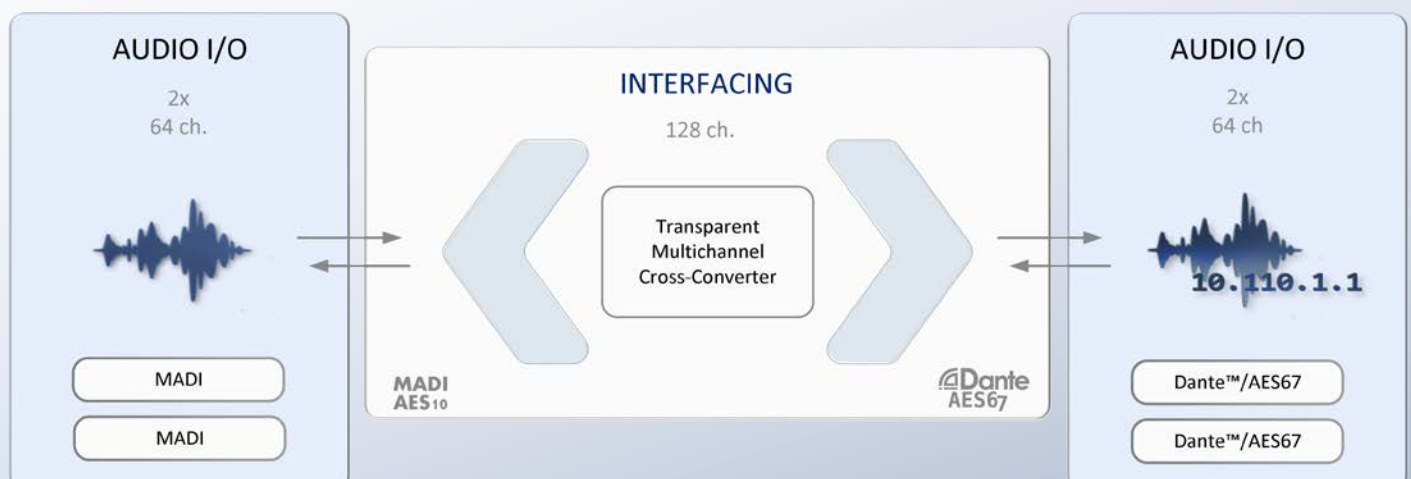 AUDIO I/O
2x
64 ch.
MADI
MADI
INTERFACING
128 ch.
Transparent
Multichannel
Cross-Converter
MADI
AES10
Dante
AES67
AUDIO I/O
2x
64 ch
10.110.1.1
Dante™/AES67
Dante™/AES67